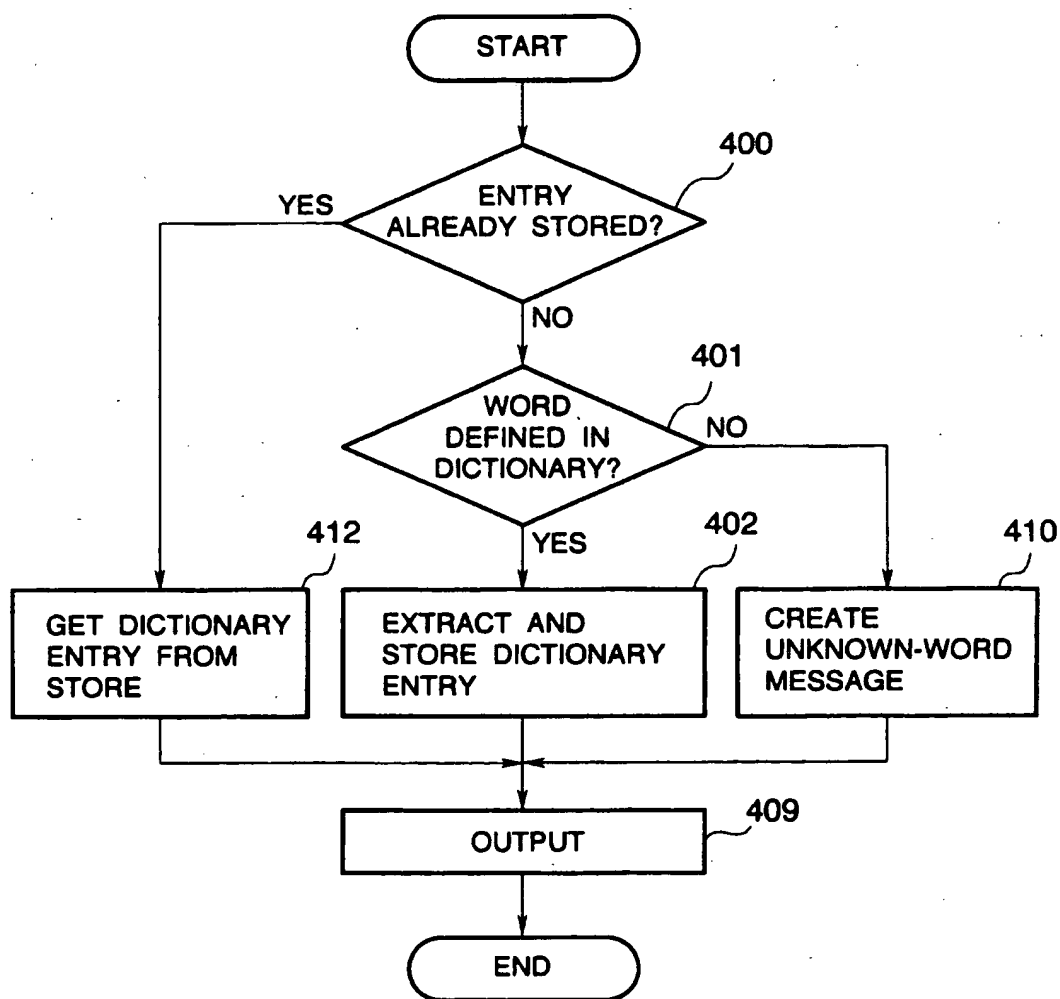 START
400
ENTRY
ALREADY STORED?
YES
NO
401
WORD
DEFINED IN
DICTIONARY?
NO
YES
412
402
410
GET DICTIONARY
ENTRY FROM
STORE
EXTRACT AND
STORE DICTIONARY
ENTRY
CREATE
UNKNOWN-WORD
MESSAGE
409
OUTPUT
END